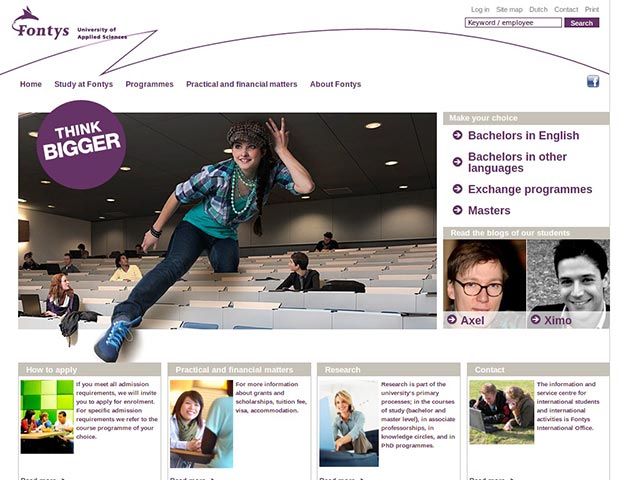 Log in Site map Dutch Contact Print
Fontys University of
Applied Sciences
Keyword / employee Search
Home Study at Fontys Programmes Practical and financial matters About Fontys
THINK
BIGGER
Make your choice
Bachelors in English
Bachelors in other
languages
Exchange programmes
Masters
Read the blogs of our students
Axel Ximo
How to apply
If you meet all admission
requirements, we will invite
you to apply for enrolment.
For specific admission
requirements we refer to the
course programme of your
choice.
Practical and financial matters
For more information
about grants and
scholarships, tuition fee,
visa, accommodation.
Research
Research is part of the
university's primary
processes; in the courses
of study (bachelor and
master level), in associate
professorships, in
knowledge circles, and in
PhD programmes.
Contact
The information and
service centre for
international students
and international
activities is Fontys
International Office.
Read more Read more Read more Read more